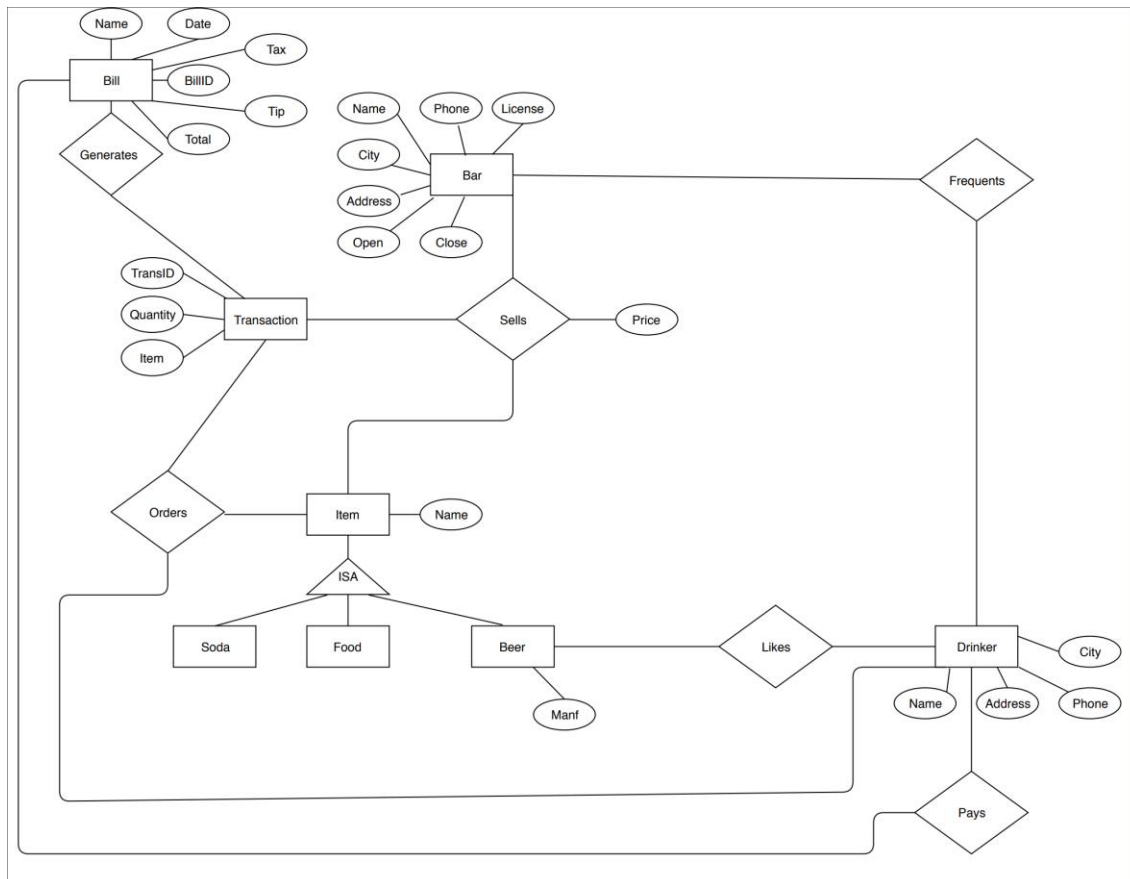 Name
Date
Tax
Bill
BillID
Tip
Total
Generates
Name
Phone
License
City
Bar
Address
Open
Close
Frequents
TransID
Quantity
Transaction
Item
Sells
Price
Orders
Item
Name
ISA
Soda
Food
Beer
Likes
Drinker
City
Manf
Name
Address
Phone
Pays